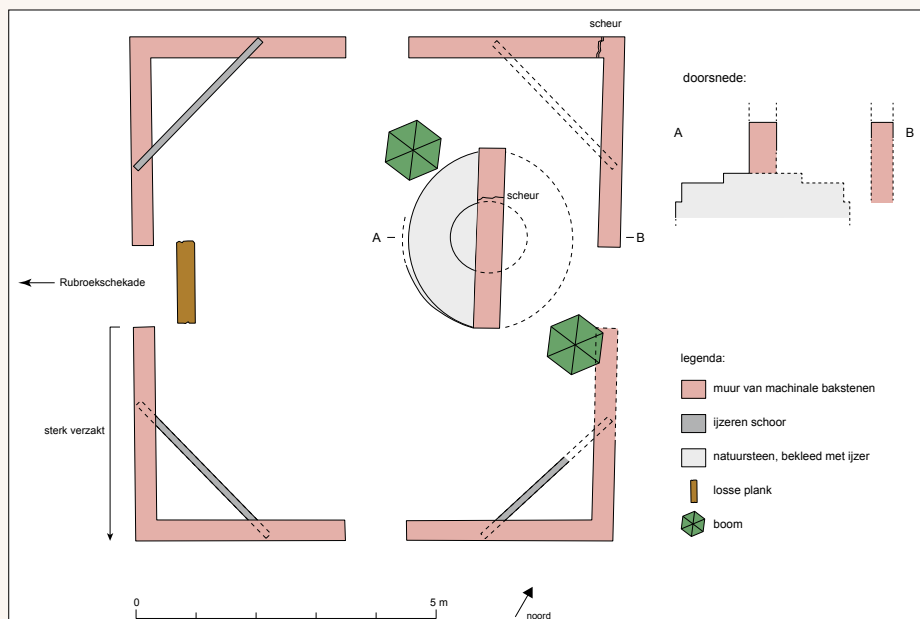 scheur
doorsnede:
A
B
scheur
A
B
Rubroekschekade
sterk verzakt
legenda:
muur van machinale bakstenen
ijzeren schoor
natuursteen, bekleed met ijzer
losse plank
boom
0
5 m
noord